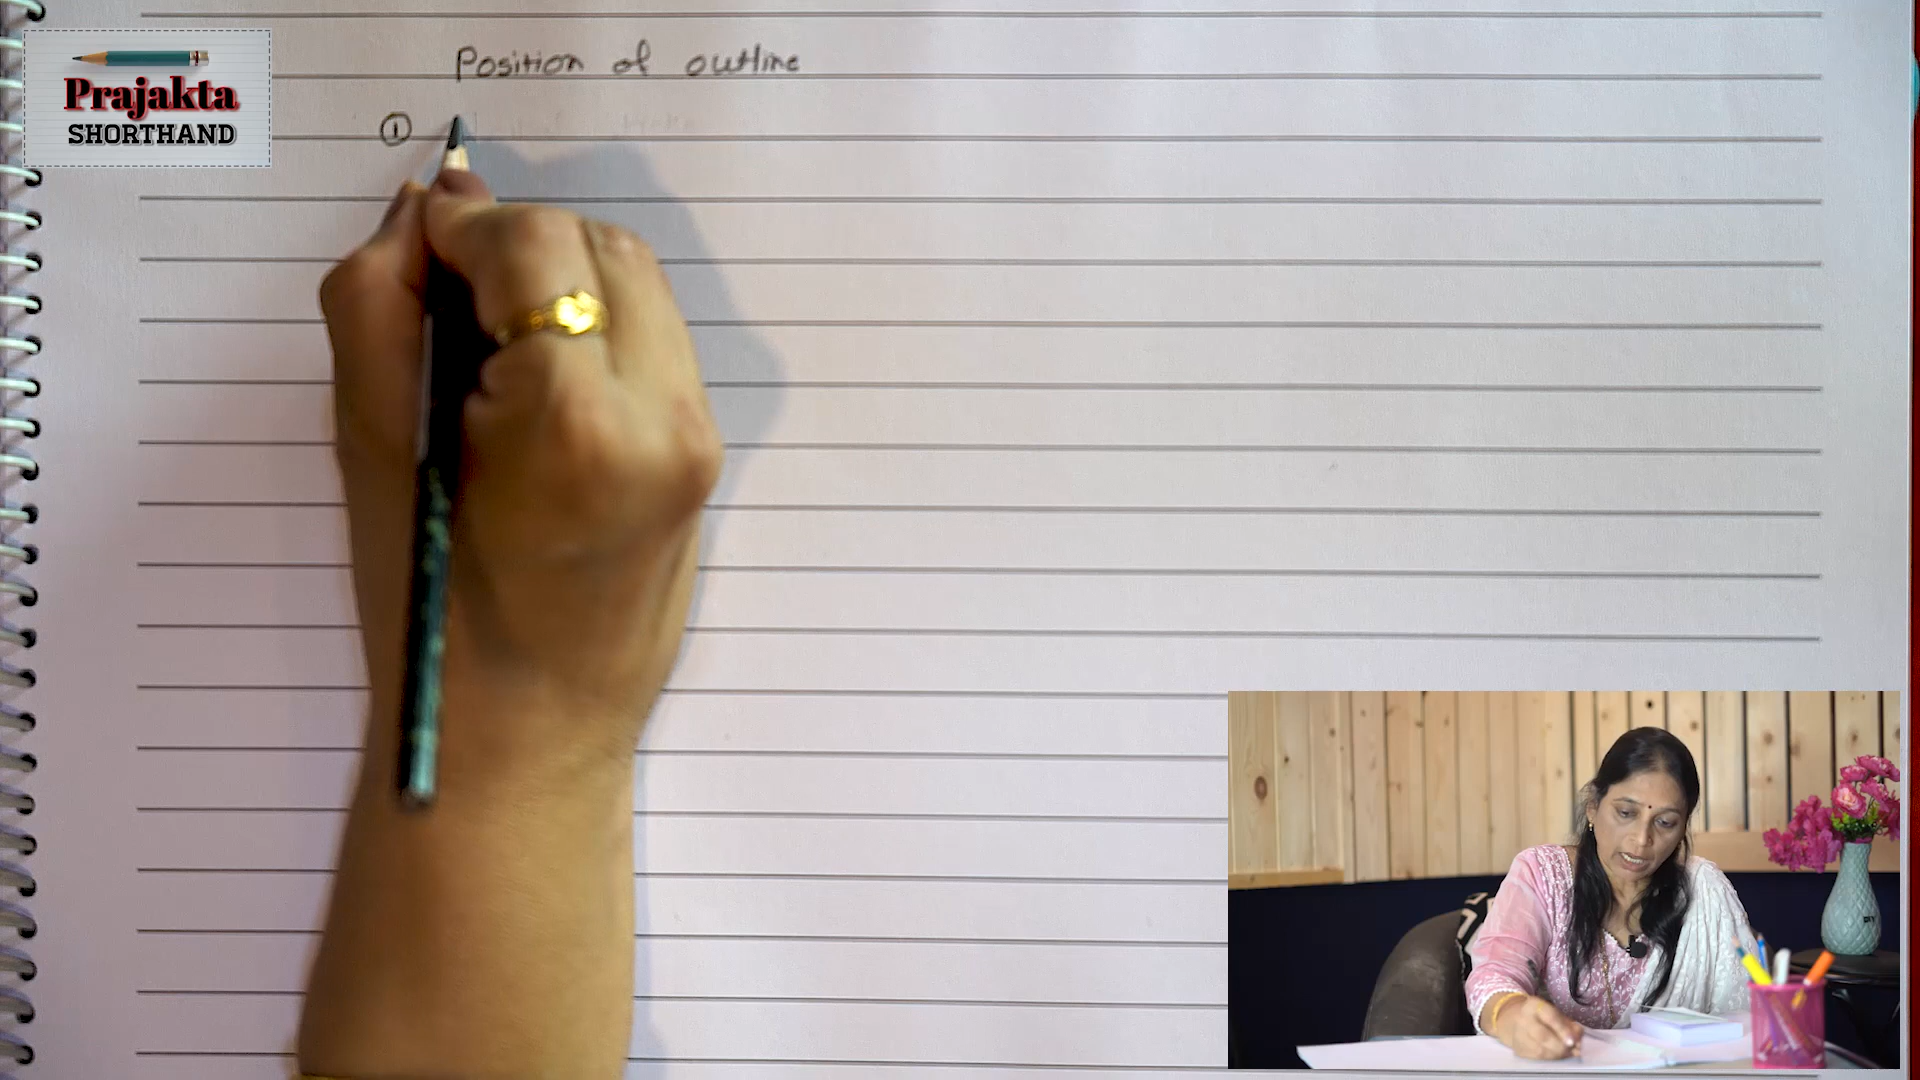 Prajakta
SHORTHAND
Position of outline
①